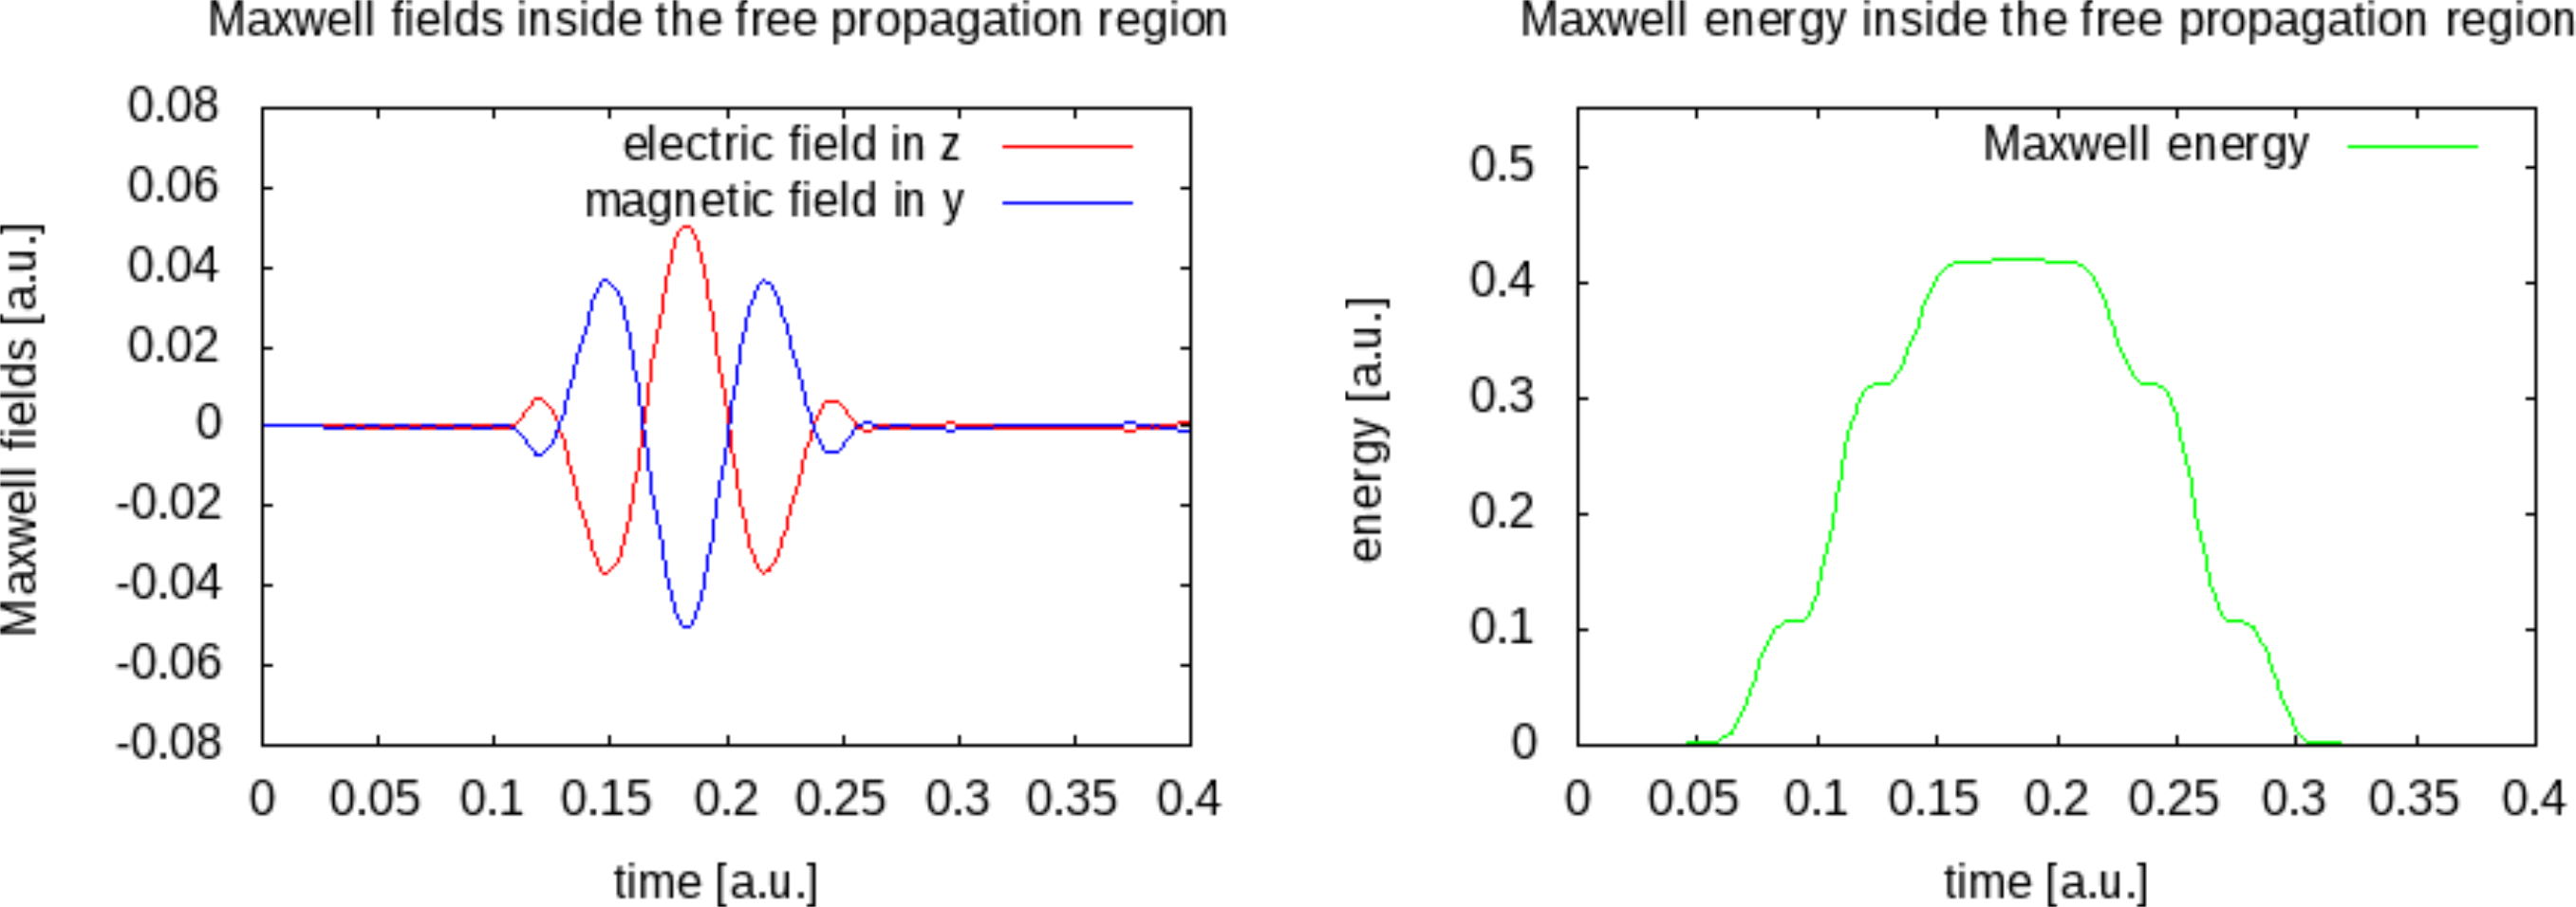 Maxwell fields inside the free propagation region
0.08
0.06
0.04
0.02
0
-0.02
-0.04
-0.06
-0.08
Maxwell fields [a.u.]
electric field in z
magnetic field in y
0 0.05 0.1 0.15 0.2 0.25 0.3 0.35 0.4
time [a.u.]
Maxwell energy inside the free propagation region
0.5
0.4
0.3
0.2
0.1
0
energy [a.u.]
Maxwell energy
0 0.05 0.1 0.15 0.2 0.25 0.3 0.35 0.4
time [a.u.]